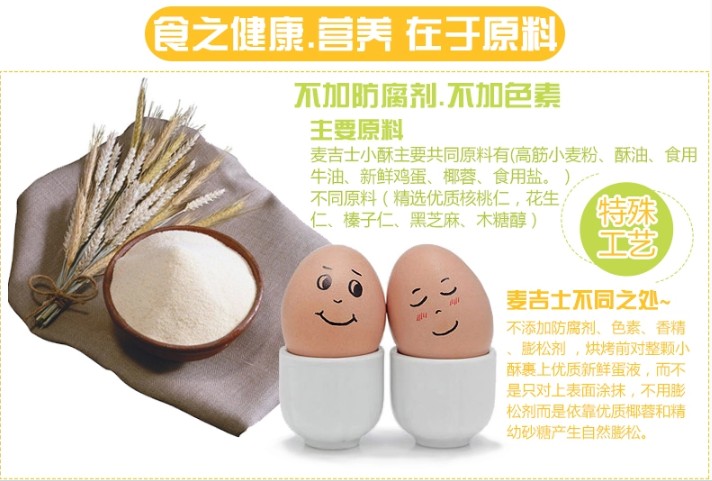 食之健康.营养 在于原料
不加防腐剂.不加色素
主要原料
麦吉士小酥主要共同原料有(高筋小麦粉、酥油、食用
牛油、新鲜鸡蛋、椰蓉、食用盐。）
不同原料（精选优质核桃仁，花生
仁、榛子仁、黑芝麻、木糖醇）
特殊
工艺
麦吉士不同之处~
不添加防腐剂、色素、香精
、膨松剂 ，烘烤前对整颗小
酥裹上优质新鲜蛋液，而不
是只对上表面涂抹，不用膨
松剂而是依靠优质椰蓉和精
幼砂糖产生自然膨松。